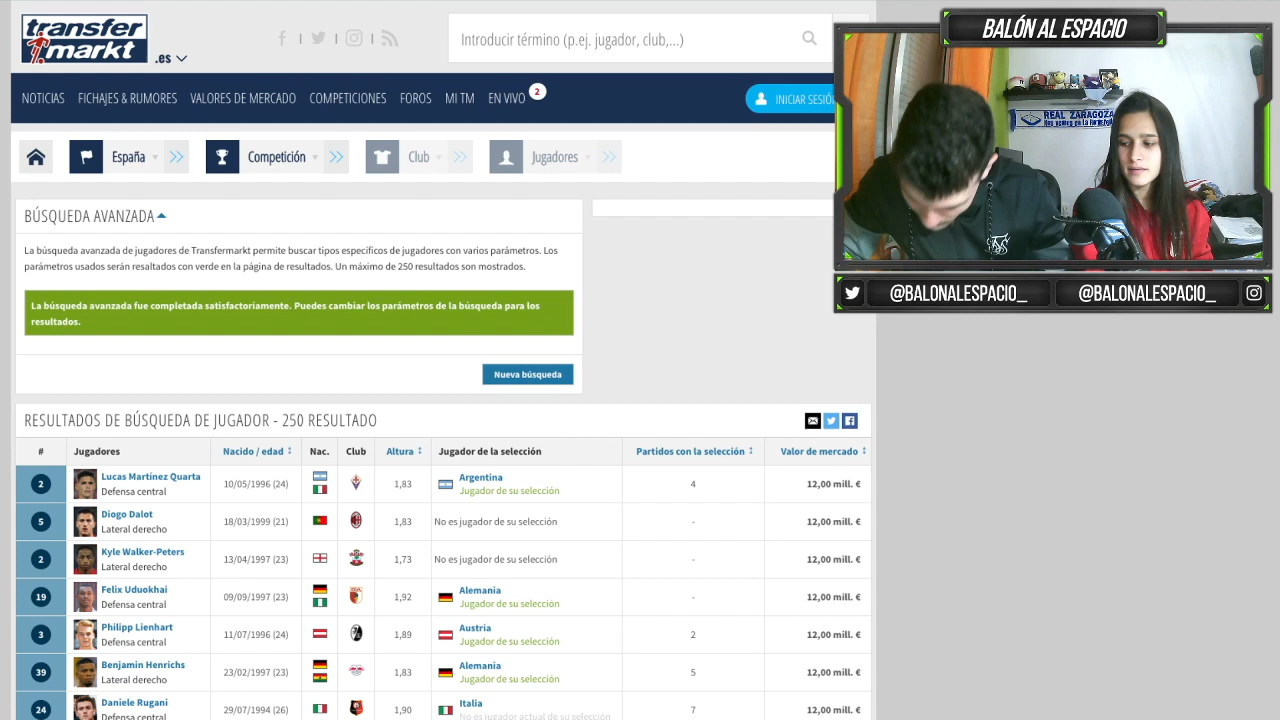 transfer
markt
.es
Introducir término (p.ej. jugador, club,...)
NOTICIAS FICHAJES & RUMORES VALORES DE MERCADO COMPETICIONES FOROS MI TM EN VIVO 2
INICIAR SESIÓ
España Competición Club Jugadores
BALÓN AL ESPACIO
REAL ZARAGOZA
@BALONALESPACIO_ @BALONALESPACIO_
BÚSQUEDA AVANZADA
La búsqueda avanzada de jugadores de Transfermarkt permite buscar tipos específicos de jugadores con varios parámetros. Los
parámetros usados serán resaltados con verde en la página de resultados. Un máximo de 250 resultados son mostrados.
La búsqueda avanzada fue completada satisfactoriamente. Puedes cambiar los parámetros de la búsqueda para los
resultados.
Nueva búsqueda
RESULTADOS DE BÚSQUEDA DE JUGADOR - 250 RESULTADO
# Jugadores Nacido / edad Nac. Club Altura Jugador de la selección Partidos con la selección Valor de mercado
2 Lucas Martínez Quarta 10/05/1996 (24) 1,83 Argentina 4 12,00 mill. €
Defensa central Jugador de su selección
5 Diogo Dalot 18/03/1999 (21) 1,83 No es jugador de su selección - 12,00 mill. €
Lateral derecho
2 Kyle Walker-Peters 13/04/1997 (23) 1,73 No es jugador de su selección - 12,00 mill. €
Lateral derecho
19 Felix Uduokhai 09/09/1997 (23) 1,92 Alemania - 12,00 mill. €
Defensa central Jugador de su selección
3 Philipp Lienhart 11/07/1996 (24) 1,89 Austria 2 12,00 mill. €
Defensa central Jugador de su selección
39 Benjamin Henrichs 23/02/1997 (23) 1,83 Alemania 5 12,00 mill. €
Lateral derecho Jugador de su selección
24 Daniele Rugani 29/07/1994 (26) 1,90 Italia 7 12,00 mill. €
Defensa central No es jugador actual de su selección